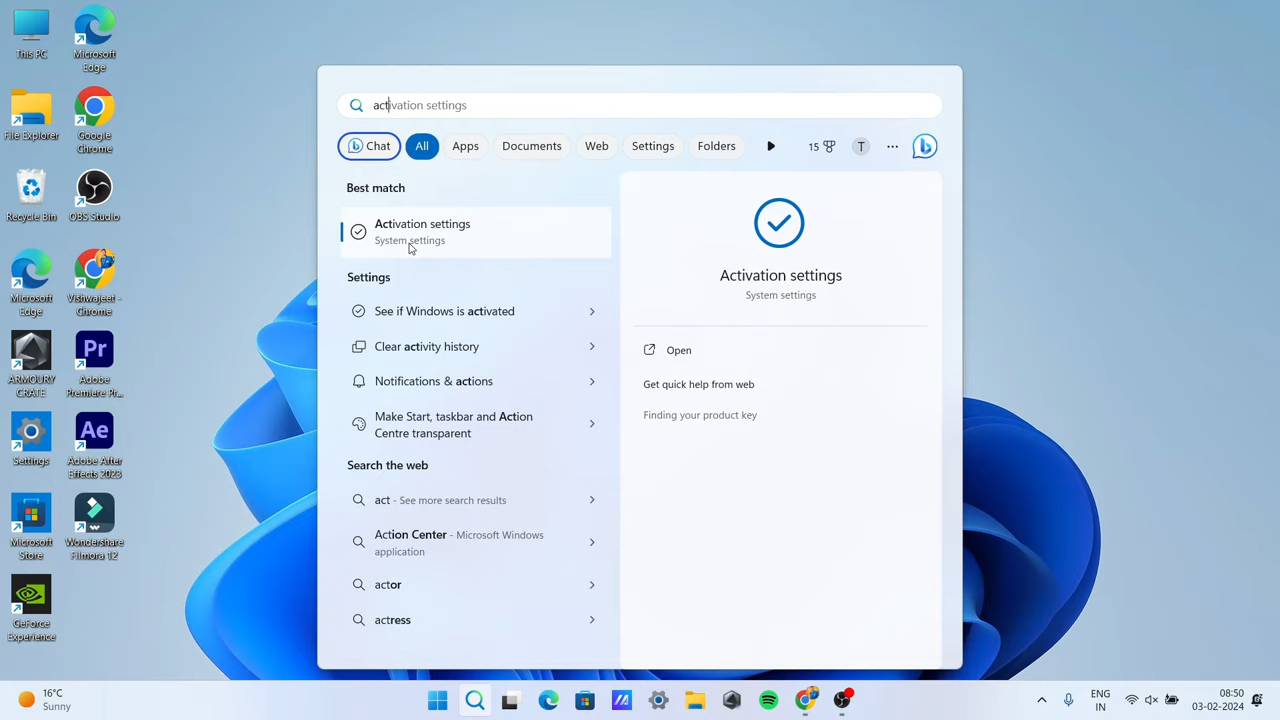 This PC
Microsoft
Edge
File Explorer
Google
Chrome
Recycle Bin
OBS Studio
Microsoft
Edge
Vishwajeet -
Chrome
ARMOURY
CRATE
Adobe
Premiere Pr...
Settings
Adobe After
Effects 2023
Microsoft
Store
Wondershare
Filmora 12
GeForce
Experience
activation settings
Chat
All
Apps
Documents
Web
Settings
Folders
15
T
Best match
Activation settings
System settings
Settings
See if Windows is activated
Clear activity history
Notifications & actions
Make Start, taskbar and Action
Centre transparent
Search the web
act - See more search results
Action Center - Microsoft Windows
application
actor
actress
Activation settings
System settings
Open
Get quick help from web
Finding your product key
Pr
Ae
16°C
Sunny
ENG
IN
08:50
03-02-2024